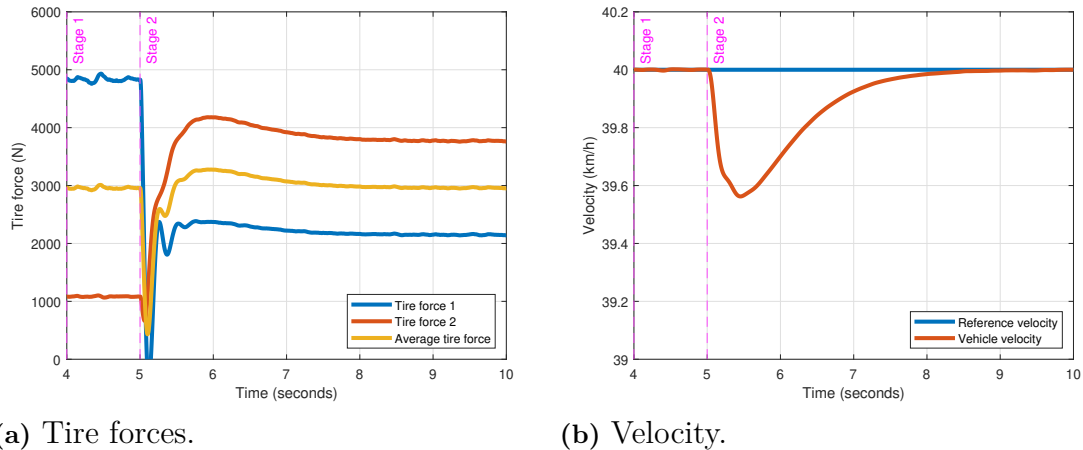 6000
5000
4000
3000
2000
1000
0
Tire force (N)
Stage 1
Stage 2
Tire force 1
Tire force 2
Average tire force
4 5 6 7 8 9 10
Time (seconds)
(a) Tire forces.
40.2
40
39.8
39.6
39.4
39.2
39
Velocity (km/h)
Stage 1
Stage 2
Reference velocity
Vehicle velocity
4 5 6 7 8 9 10
Time (seconds)
(b) Velocity.